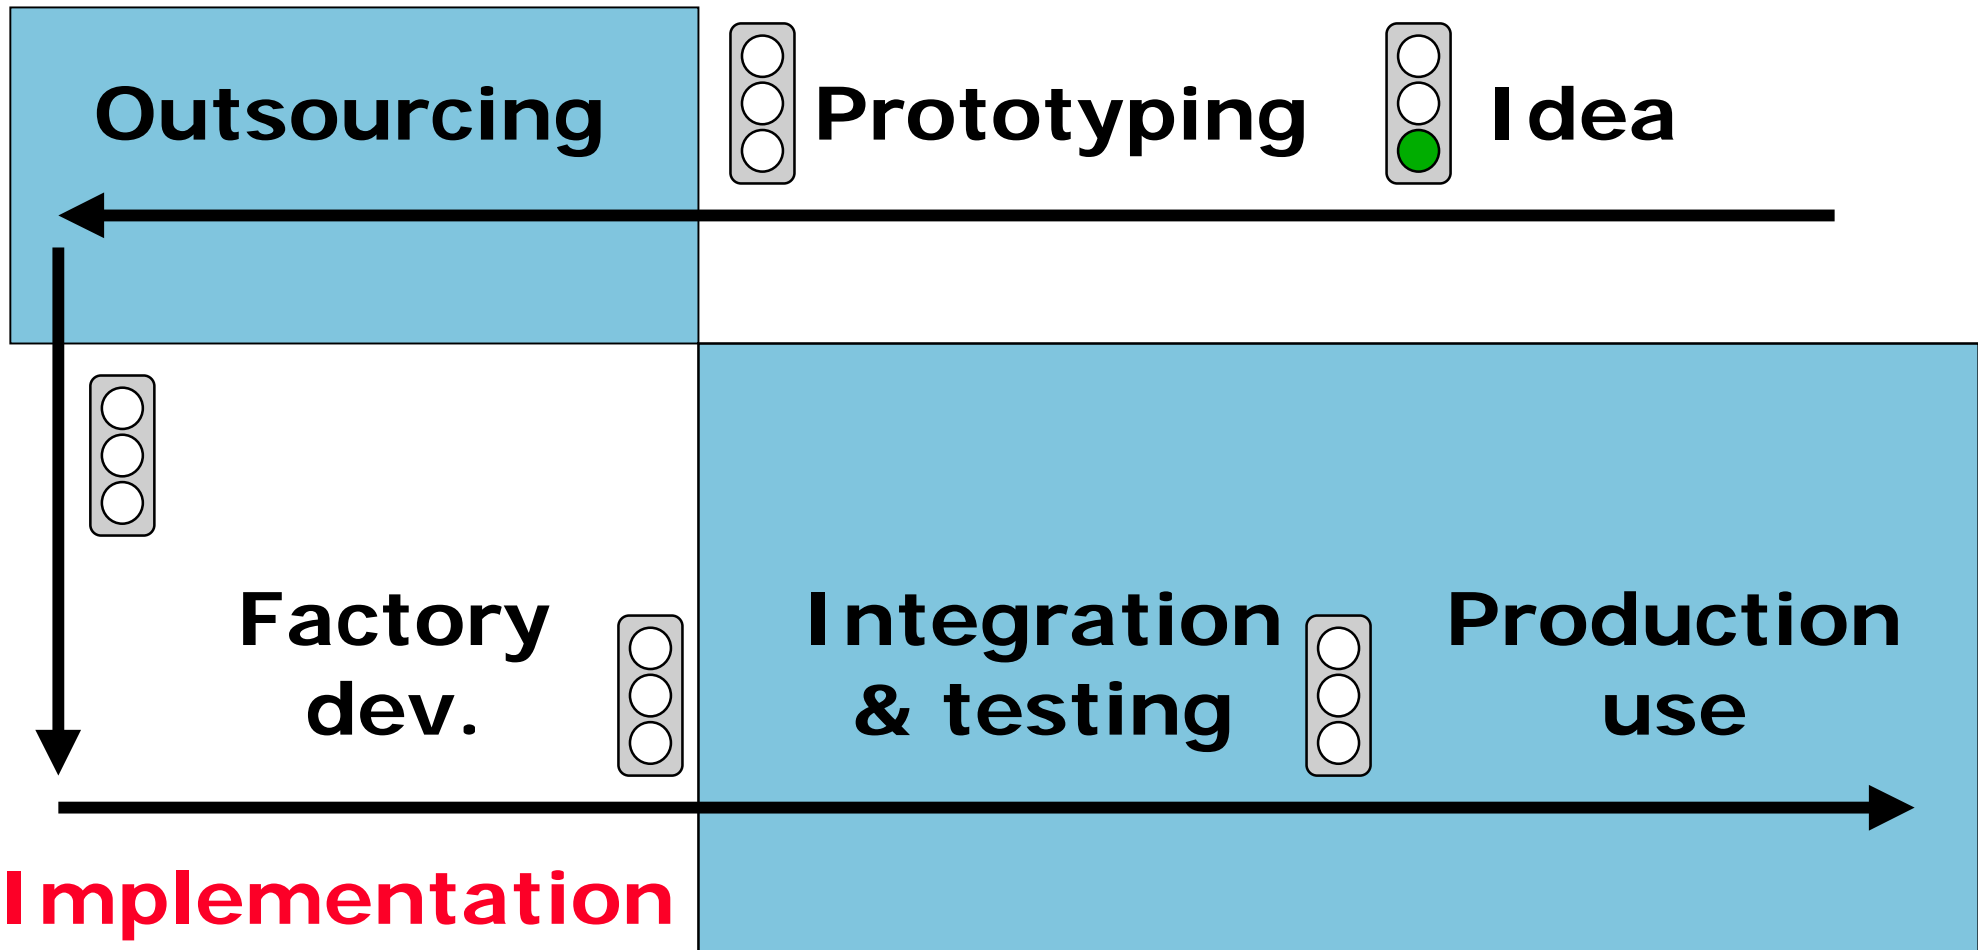 Outsourcing
Prototyping
Idea
Factory
dev.
Integration
& testing
Production
use
Implementation